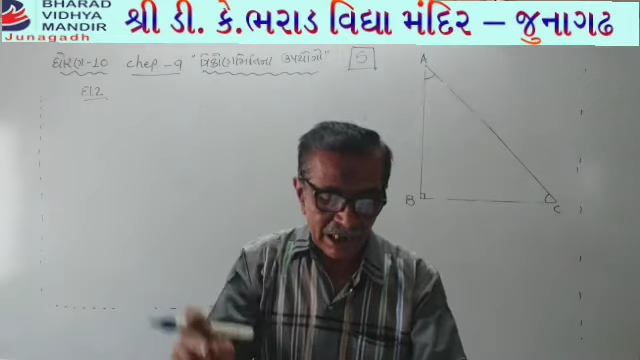 BHARAD
VIDHYA
MANDIR
Junagadh
શ્રી ડી. કે.ભરાડ વિદ્યા મંદિર – જુનાગઢ
ધોરણ-10 chep-9 "ત્રિકોણમિતિના ઉપયોગો" 5
દા.2
A
B
C